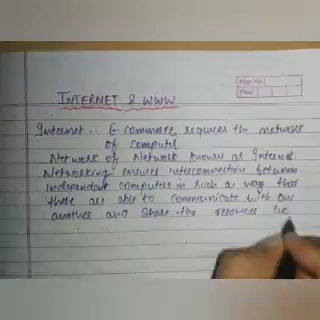 Page No.
Date
INTERNET & WWW
Internet :- E-commerce requires the network
of computer
Network of Network known as Internet.
Networking ensures interconnection between
independent computers in such a way that
these are able to communicate with one
another and share the resources